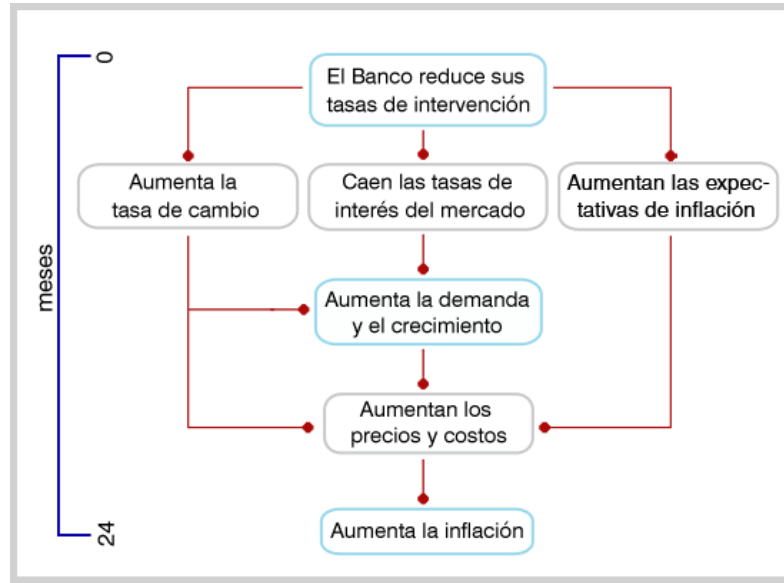 0
El Banco reduce sus
tasas de intervención
Aumenta la
tasa de cambio
Caen las tasas de
interés del mercado
Aumentan las expec-
tativas de inflación
meses
Aumenta la demanda
y el crecimiento
Aumentan los
precios y costos
24
Aumenta la inflación